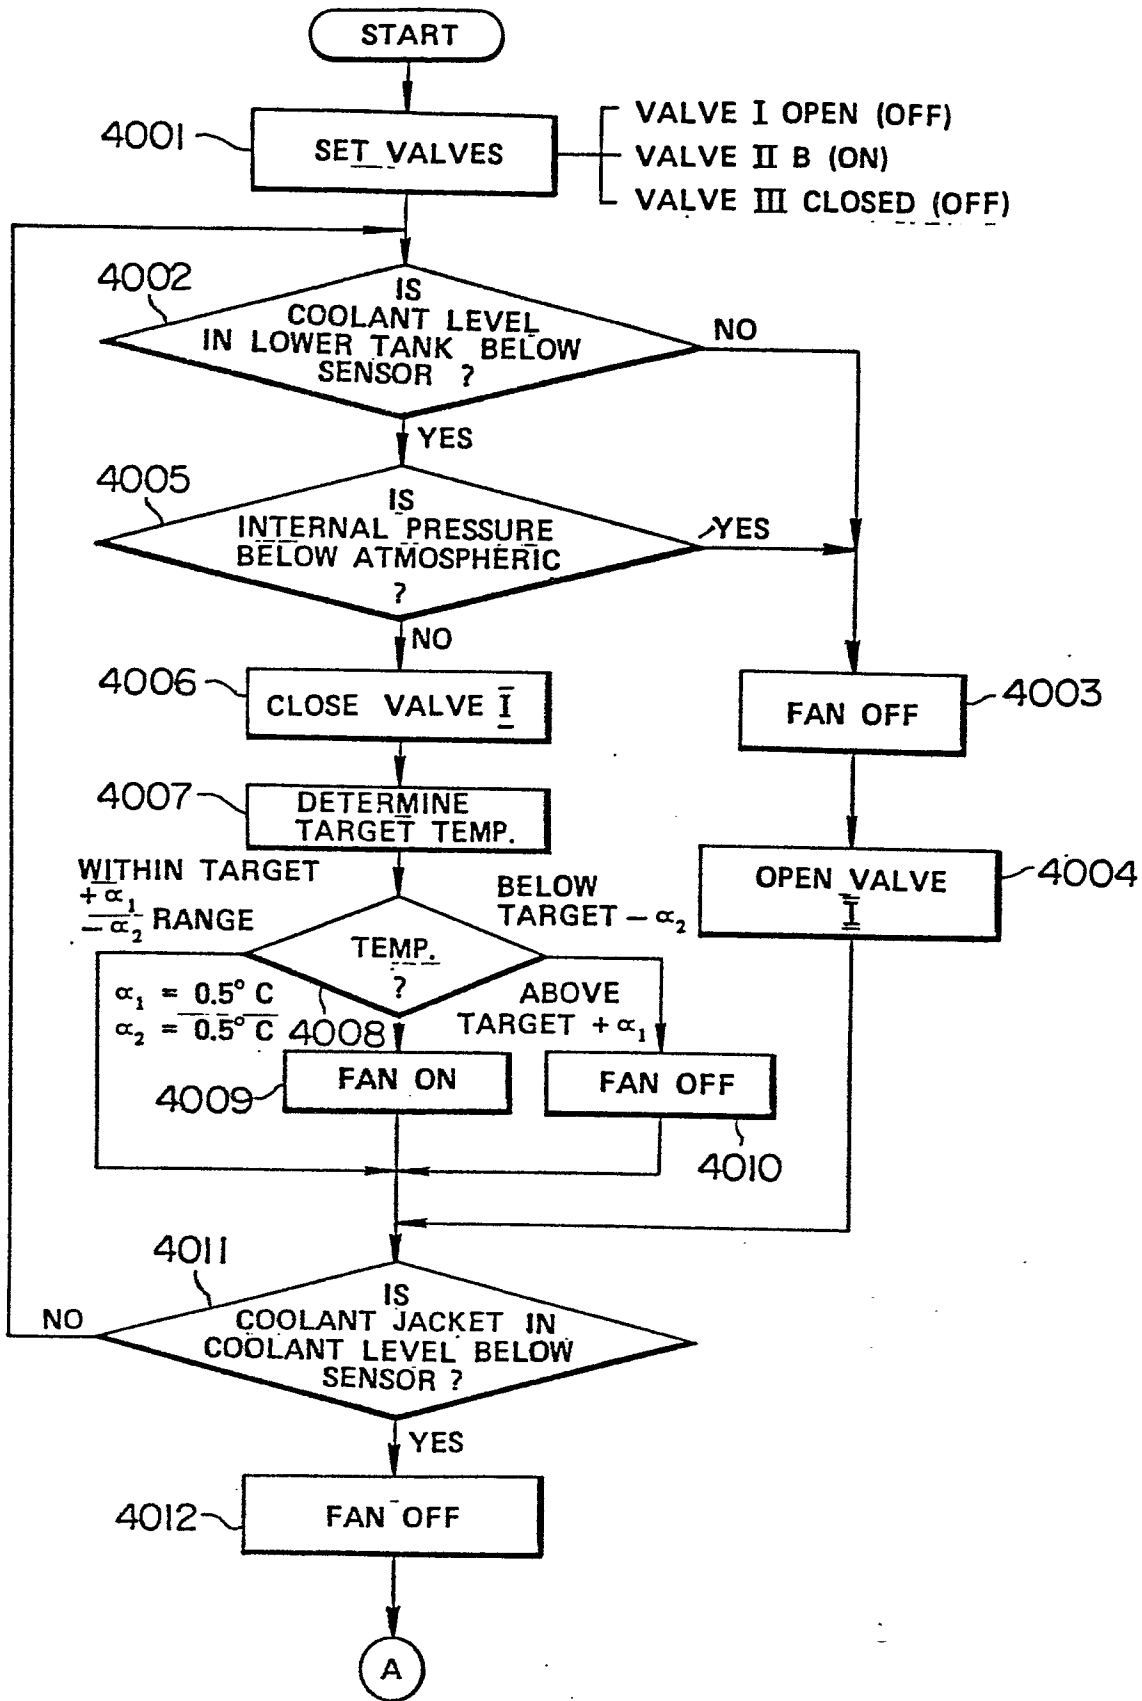 START
4001
SET VALVES
VALVE I OPEN (OFF)
VALVE II B (ON)
VALVE III CLOSED (OFF)
4002
IS
COOLANT LEVEL
IN LOWER TANK BELOW
SENSOR ?
NO
YES
4005
IS
INTERNAL PRESSURE
BELOW ATMOSPHERIC
?
YES
NO
4006
CLOSE VALVE I
4003
FAN OFF
4007
DETERMINE
TARGET TEMP.
4004
OPEN VALVE
I
WITHIN TARGET
+ α₁
− α₂ RANGE
BELOW
TARGET − α₂
TEMP.
?
α₁ = 0.5° C
α₂ = 0.5° C
4008
ABOVE
TARGET + α₁
4009
FAN ON
FAN OFF
4010
4011
IS
COOLANT JACKET IN
COOLANT LEVEL BELOW
SENSOR ?
NO
YES
4012
FAN OFF
A